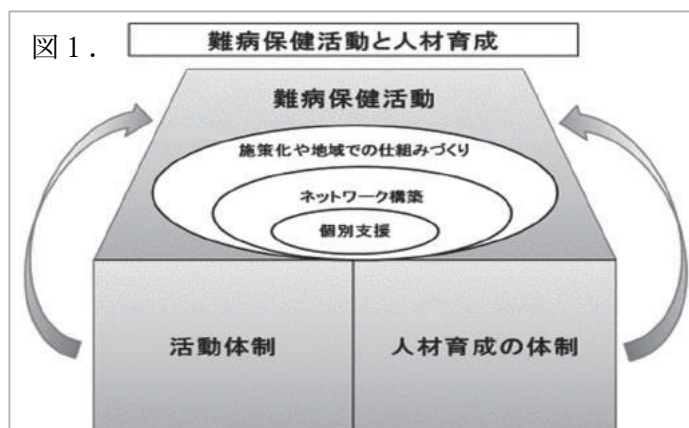 図1.
難病保健活動と人材育成
難病保健活動
施策化や地域での仕組みづくり
ネットワーク構築
個別支援
活動体制
人材育成の体制